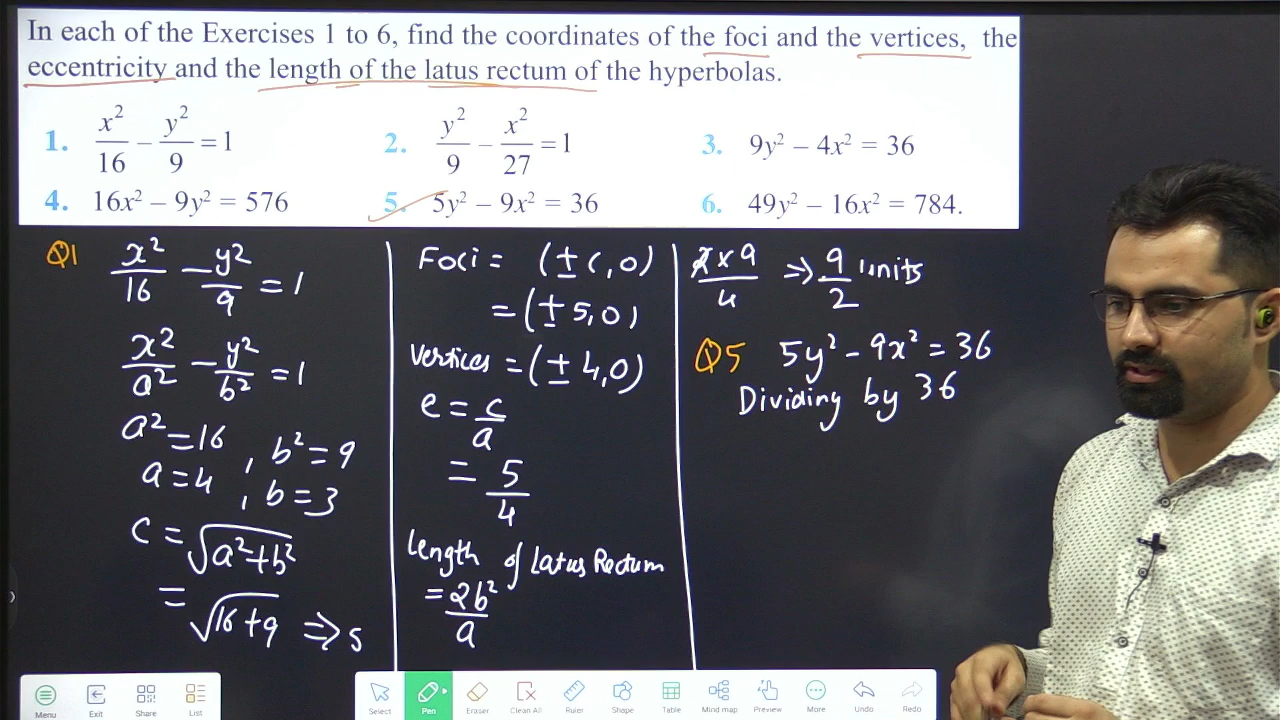 In each of the Exercises 1 to 6, find the coordinates of the foci and the vertices, the
eccentricity and the length of the latus rectum of the hyperbolas.
1. x²/16 − y²/9 = 1
2. y²/9 − x²/27 = 1
3. 9y² − 4x² = 36
4. 16x² − 9y² = 576
5. 5y² − 9x² = 36
6. 49y² − 16x² = 784.
Q1 x²/16 − y²/9 = 1
x²/a² − y²/b² = 1
a² = 16 , b² = 9
a = 4 , b = 3
c = √(a²+b²)
= √(16+9) ⇒ 5
Foci = (±c, 0)
= (±5, 0)
Vertices = (±4, 0)
e = c/a
= 5/4
Length of Latus Rectum
= 2b²/a
2×9/4 ⇒ 9/2 units
Q5 5y² − 9x² = 36
Dividing by 36
Menu
Exit
Share
List
Select
Pen
Eraser
Clean All
Ruler
Shape
Table
Mind map
Preview
More
Undo
Redo